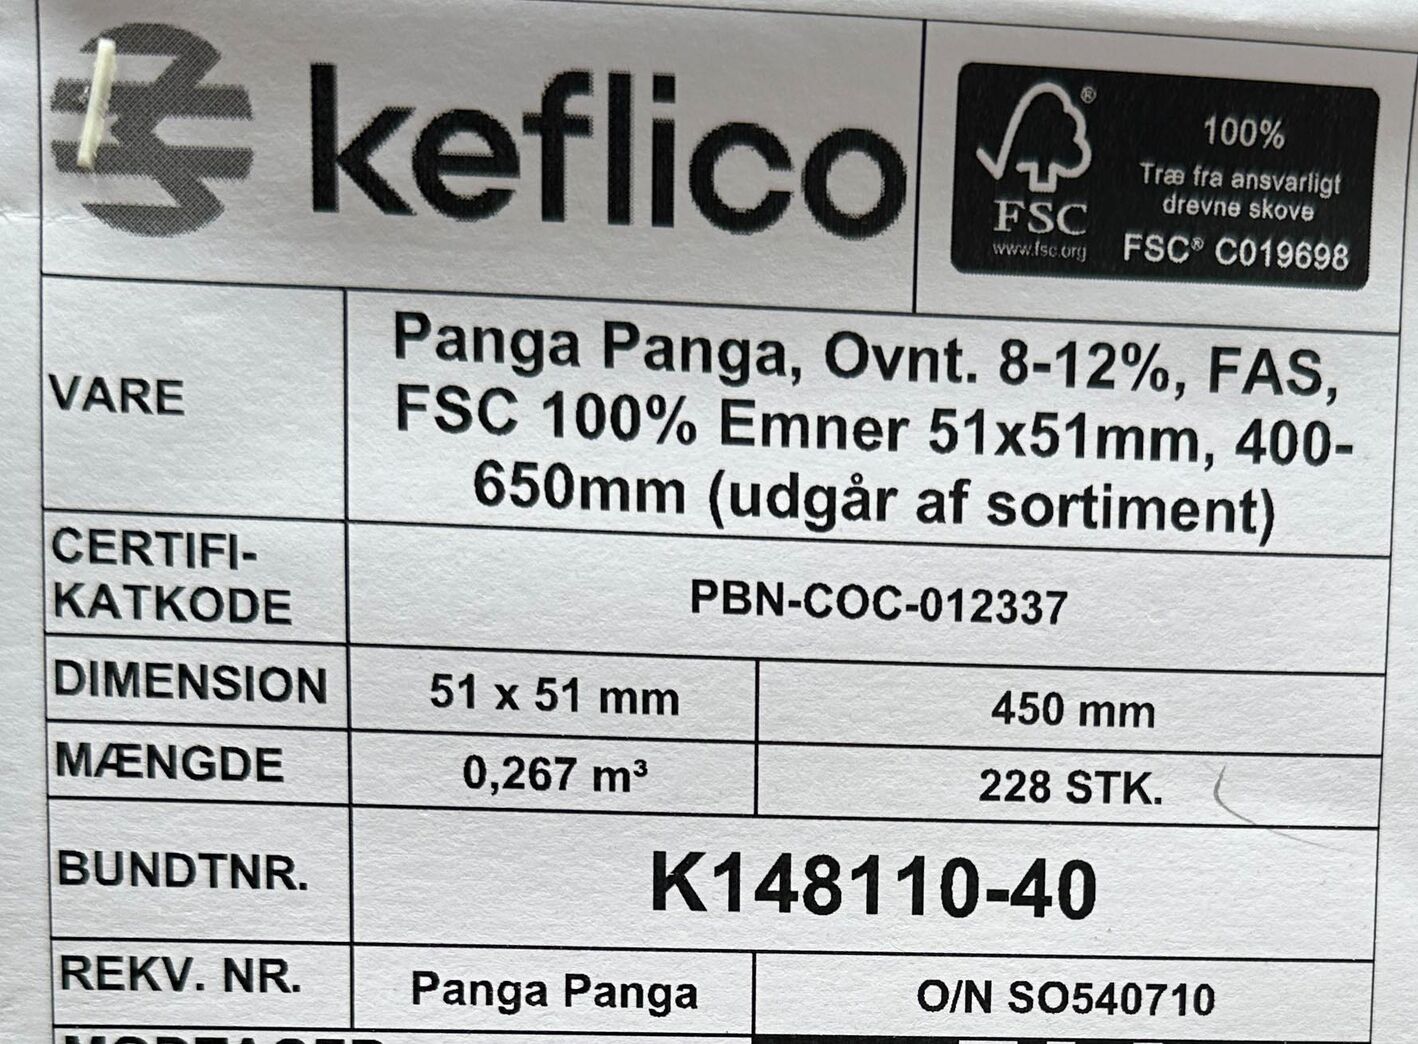 keflico
100%
Træ fra ansvarligt
drevne skove
FSC® C019698
®
FSC
www.fsc.org
VARE
Panga Panga, Ovnt. 8-12%, FAS,
FSC 100% Emner 51x51mm, 400-
650mm (udgår af sortiment)
CERTIFI-
KATKODE
PBN-COC-012337
DIMENSION
51 x 51 mm
450 mm
MÆNGDE
0,267 m³
228 STK.
BUNDTNR.
K148110-40
REKV. NR.
Panga Panga
O/N SO540710